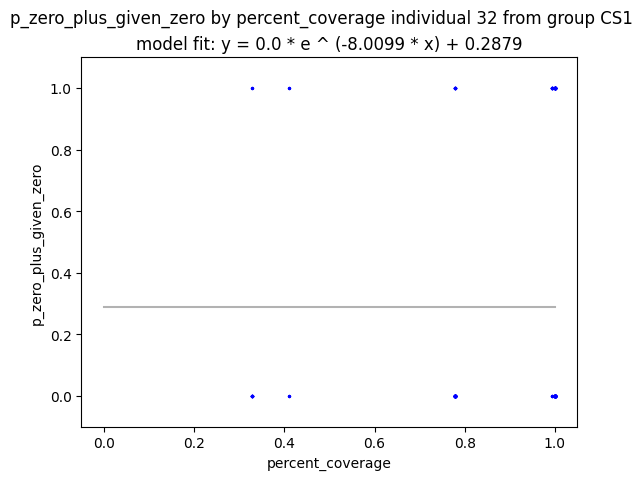 p_zero_plus_given_zero by percent_coverage individual 32 from group CS1
model fit: y = 0.0 * e ^ (-8.0099 * x) + 0.2879
1.0
0.8
0.6
0.4
0.2
0.0
p_zero_plus_given_zero
0.0 0.2 0.4 0.6 0.8 1.0
percent_coverage